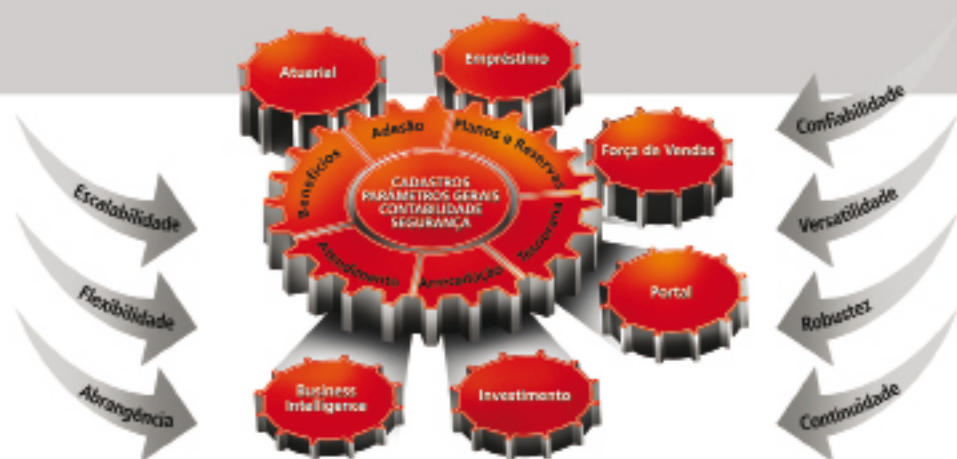 Atuarial
Empréstimo
Confiabilidade
Adesão
Planos e Reservas
Força de Vendas
Benefícios
CADASTROS
PARÂMETROS GERAIS
CONTABILIDADE
SEGURANÇA
Escalabilidade
Versatilidade
Tesouraria
Atendimento
Arrecadação
Portal
Flexibilidade
Robustez
Business
Intelligence
Investimento
Abrangência
Continuidade